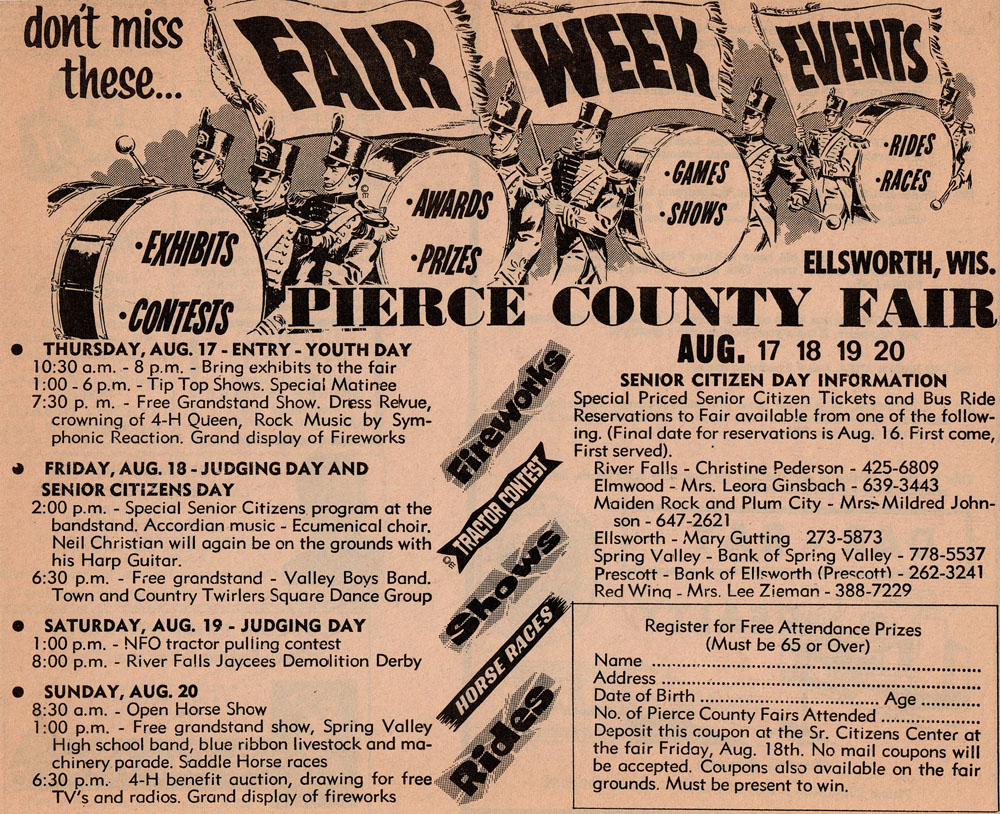 don't miss
these...
FAIR WEEK EVENTS
• EXHIBITS
• CONTESTS
• AWARDS
• PRIZES
• GAMES
• SHOWS
• RIDES
• RACES
ELLSWORTH, WIS.
PIERCE COUNTY FAIR
AUG. 17 18 19 20
● THURSDAY, AUG. 17 - ENTRY - YOUTH DAY
10:30 a.m. - 8 p.m. - Bring exhibits to the fair
1:00 - 6 p.m. - Tip Top Shows. Special Matinee
7:30 p. m. - Free Grandstand Show. Dress Revue,
crowning of 4-H Queen, Rock Music by Sym-
phonic Reaction. Grand display of Fireworks
● FRIDAY, AUG. 18 - JUDGING DAY AND
SENIOR CITIZENS DAY
2:00 p.m. - Special Senior Citizens program at the
bandstand. Accordian music - Ecumenical choir.
Neil Christian will again be on the grounds with
his Harp Guitar.
6:30 p.m. - Free grandstand - Valley Boys Band.
Town and Country Twirlers Square Dance Group
● SATURDAY, AUG. 19 - JUDGING DAY
1:00 p.m. - NFO tractor pulling contest
8:00 p.m. - River Falls Jaycees Demolition Derby
● SUNDAY, AUG. 20
8:30 a.m. - Open Horse Show
1:00 p.m. - Free grandstand show, Spring Valley
High school band, blue ribbon livestock and ma-
chinery parade. Saddle Horse races
6:30 p.m. 4-H benefit auction, drawing for free
TV's and radios. Grand display of fireworks
Fireworks
TRACTOR CONTEST
Shows
HORSE RACES
Rides
SENIOR CITIZEN DAY INFORMATION
Special Priced Senior Citizen Tickets and Bus Ride
Reservations to Fair available from one of the follow-
ing. (Final date for reservations is Aug. 16. First come,
First served).
River Falls - Christine Pederson - 425-6809
Elmwood - Mrs. Leora Ginsbach - 639-3443
Maiden Rock and Plum City - Mrs. Mildred John-
son - 647-2621
Ellsworth - Mary Gutting 273-5873
Spring Valley - Bank of Spring Valley - 778-5537
Prescott - Bank of Ellsworth (Prescott) - 262-3241
Red Wing - Mrs. Lee Zieman - 388-7229
Register for Free Attendance Prizes
(Must be 65 or Over)
Name ........................................
Address ........................................
Date of Birth .............................. Age ...........
No. of Pierce County Fairs Attended ..................
Deposit this coupon at the Sr. Citizens Center at
the fair Friday, Aug. 18th. No mail coupons will
be accepted. Coupons also available on the fair
grounds. Must be present to win.